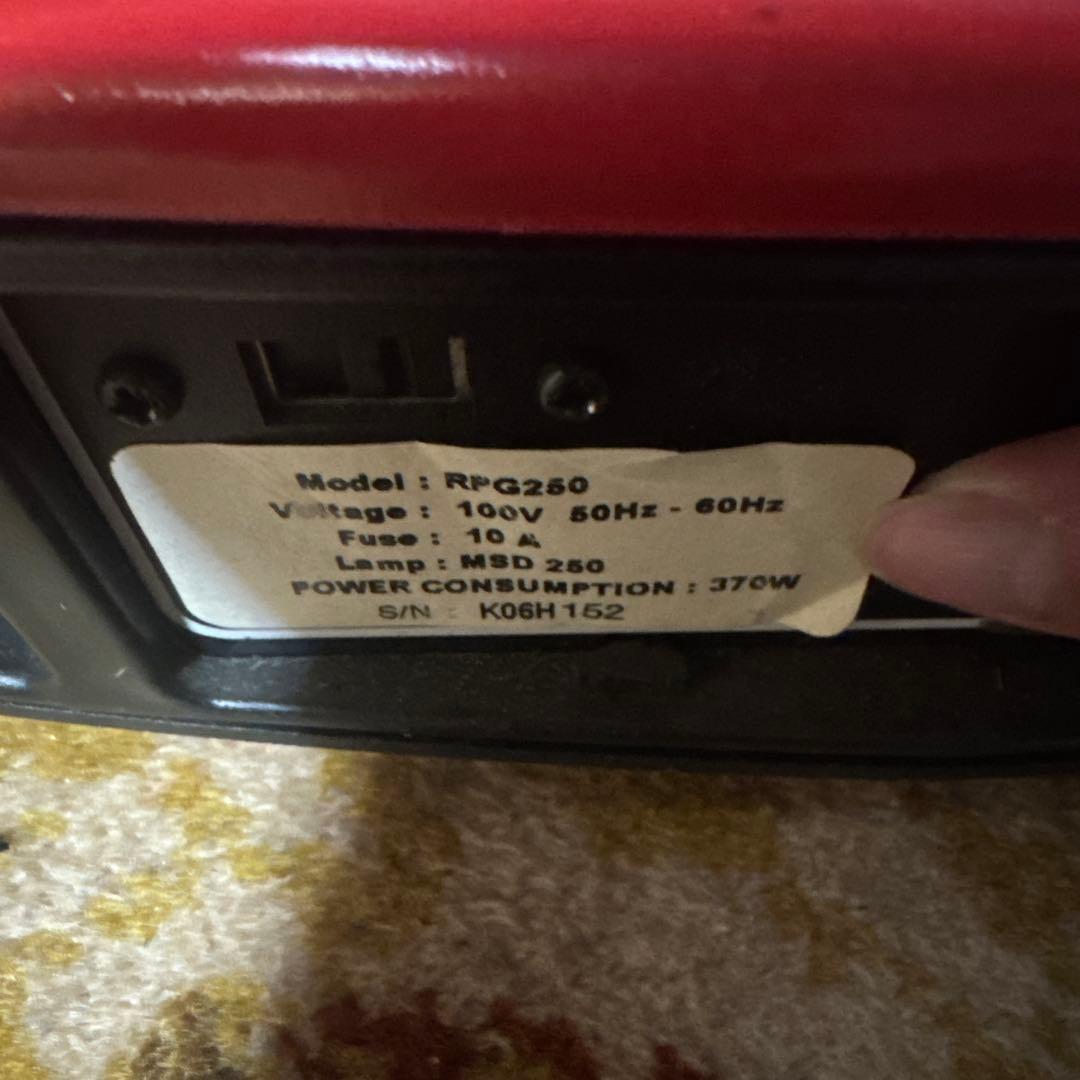 Model : RPG250
Voltage : 100V 50Hz - 60Hz
Fuse : 10 A
Lamp : MSD 250
POWER CONSUMPTION : 370W
S/N : K06H152